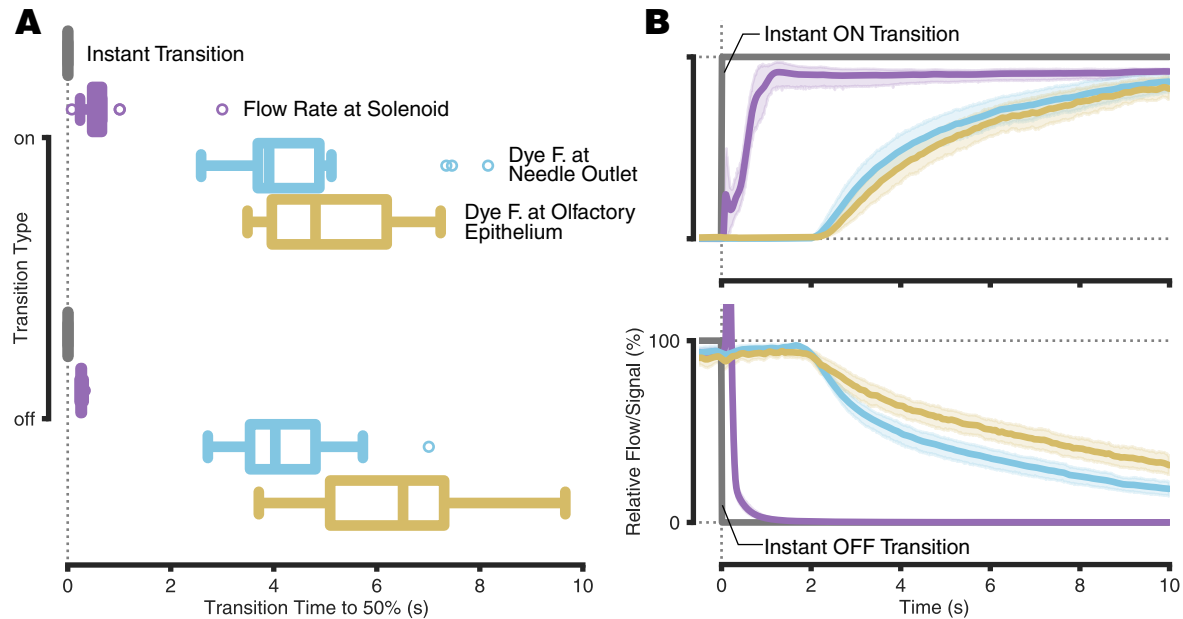 A
Instant Transition
Flow Rate at Solenoid
on
Dye F. at
Needle Outlet
Dye F. at Olfactory
Epithelium
Transition Type
off
0 2 4 6 8 10
Transition Time to 50% (s)
B
Instant ON Transition
Relative Flow/Signal (%)
100
50
0
Instant OFF Transition
0 2 4 6 8 10
Time (s)